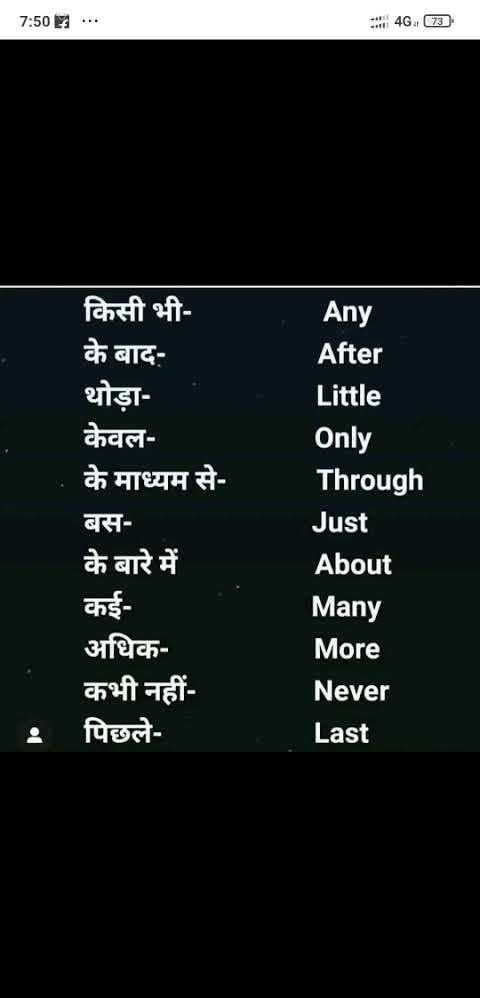 7:50 ...
4G 73
किसी भी- Any
के बाद- After
थोड़ा- Little
केवल- Only
के माध्यम से- Through
बस- Just
के बारे में About
कई- Many
अधिक- More
कभी नहीं- Never
पिछले- Last